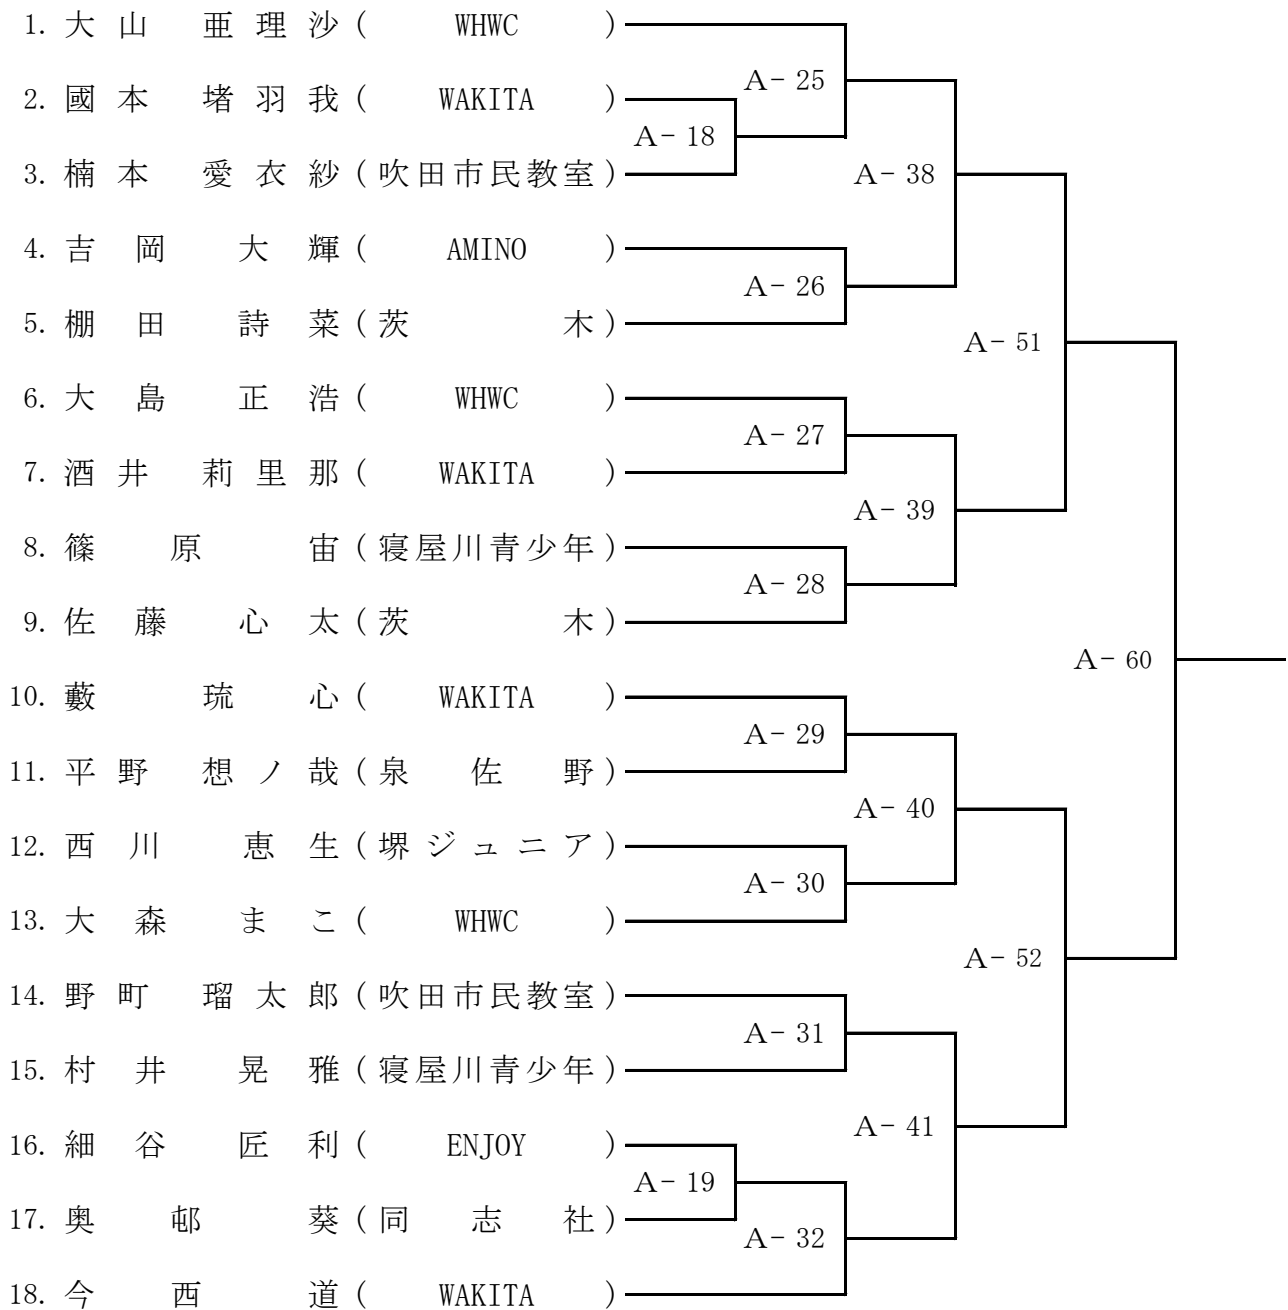 1. 大山 亜理沙 ( WHWC )
A- 25
2. 國本 堵羽我 ( WAKITA )
A- 18
3. 楠本 愛衣紗 ( 吹田市民教室 )
A- 38
4. 吉岡 大輝 ( AMINO )
A- 26
5. 棚田 詩菜 ( 茨木 )
A- 51
6. 大島 正浩 ( WHWC )
A- 27
7. 酒井 莉里那 ( WAKITA )
A- 39
8. 篠原 宙 ( 寝屋川青少年 )
A- 28
9. 佐藤 心太 ( 茨木 )
A- 60
10. 藪 琉心 ( WAKITA )
A- 29
11. 平野 想ノ哉 ( 泉佐野 )
A- 40
12. 西川 恵生 ( 堺ジュニア )
A- 30
13. 大森 まこ ( WHWC )
A- 52
14. 野町 瑠太郎 ( 吹田市民教室 )
A- 31
15. 村井 晃雅 ( 寝屋川青少年 )
A- 41
16. 細谷 匠利 ( ENJOY )
A- 19
17. 奥邨 葵 ( 同志社 )
A- 32
18. 今西 道 ( WAKITA )